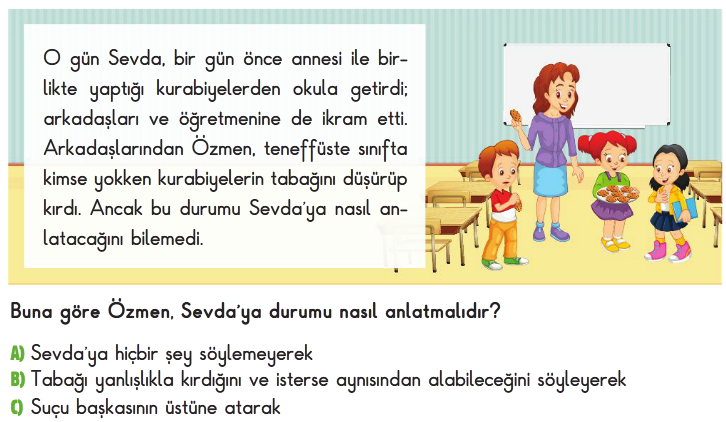 O gün Sevda, bir gün önce annesi ile bir-
likte yaptığı kurabiyelerden okula getirdi;
arkadaşları ve öğretmenine de ikram etti.
Arkadaşlarından Özmen, teneffüste sınıfta
kimse yokken kurabiyelerin tabağını düşürüp
kırdı. Ancak bu durumu Sevda'ya nasıl an-
latacağını bilemedi.
Buna göre Özmen, Sevda'ya durumu nasıl anlatmalıdır?
A) Sevda'ya hiçbir şey söylemeyerek
B) Tabağı yanlışlıkla kırdığını ve isterse aynısından alabileceğini söyleyerek
C) Suçu başkasının üstüne atarak